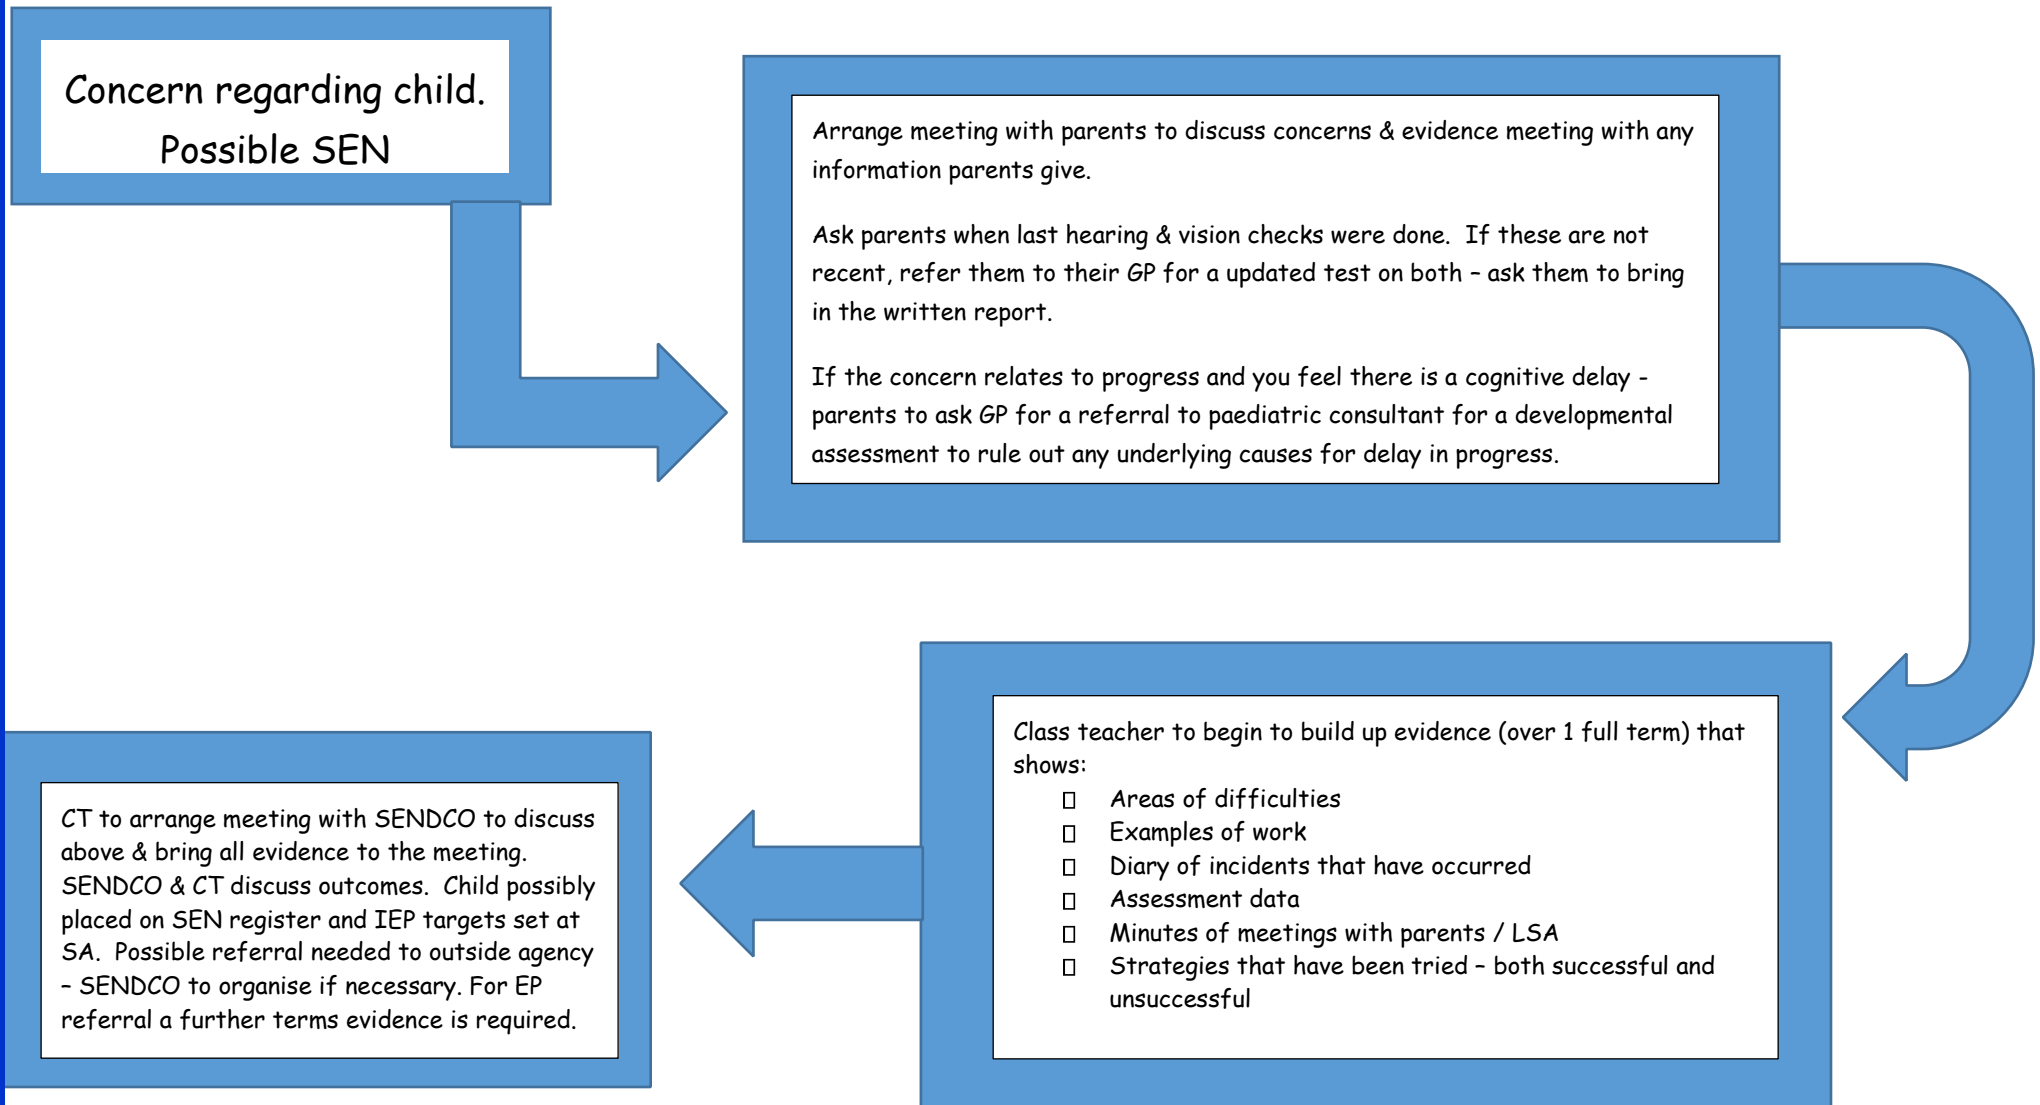 Concern regarding child.
Possible SEN
Arrange meeting with parents to discuss concerns & evidence meeting with any
information parents give.
Ask parents when last hearing & vision checks were done.  If these are not
recent, refer them to their GP for a updated test on both – ask them to bring
in the written report.
If the concern relates to progress and you feel there is a cognitive delay -
parents to ask GP for a referral to paediatric consultant for a developmental
assessment to rule out any underlying causes for delay in progress.
Class teacher to begin to build up evidence (over 1 full term) that
shows:
Areas of difficulties
Examples of work
Diary of incidents that have occurred
Assessment data
Minutes of meetings with parents / LSA
Strategies that have been tried – both successful and
unsuccessful
CT to arrange meeting with SENDCO to discuss
above & bring all evidence to the meeting.
SENDCO & CT discuss outcomes.  Child possibly
placed on SEN register and IEP targets set at
SA.  Possible referral needed to outside agency
– SENDCO to organise if necessary. For EP
referral a further terms evidence is required.